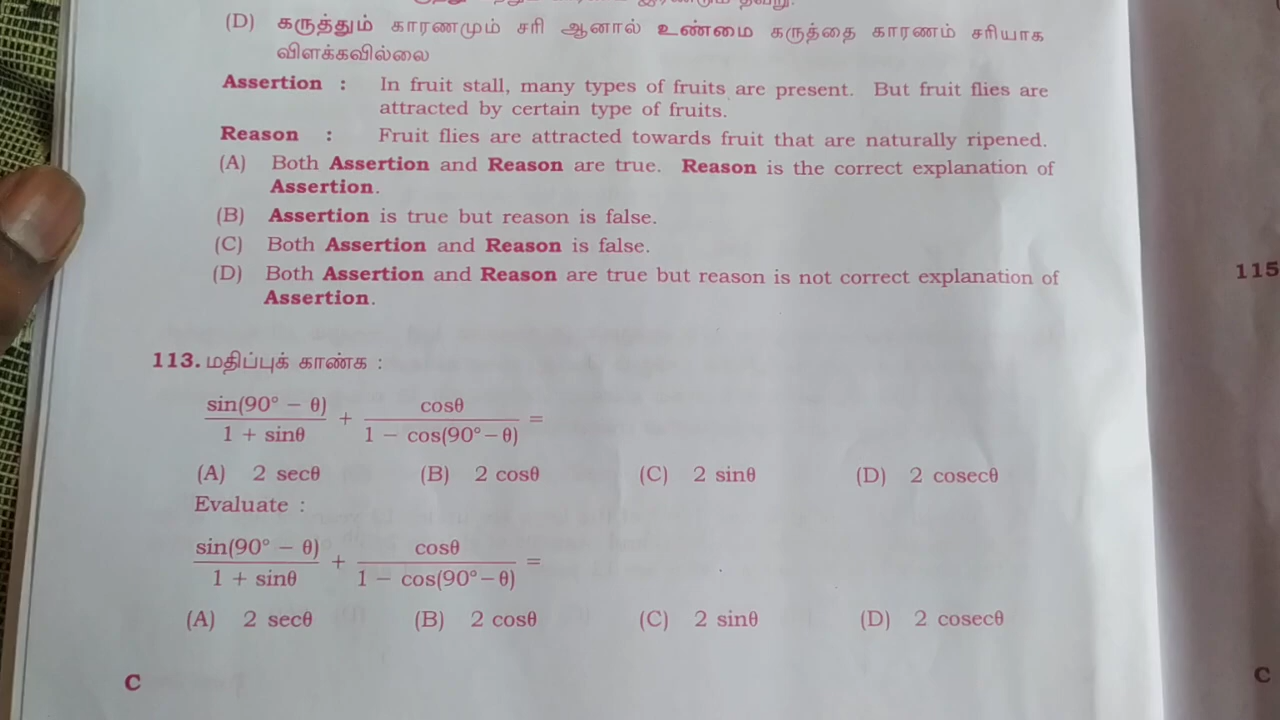 (D) கருத்தும் காரணமும் சரி ஆனால் உண்மை கருத்தை காரணம் சரியாக
விளக்கவில்லை
Assertion : In fruit stall, many types of fruits are present. But fruit flies are
attracted by certain type of fruits.
Reason : Fruit flies are attracted towards fruit that are naturally ripened.
(A) Both Assertion and Reason are true. Reason is the correct explanation of
Assertion.
(B) Assertion is true but reason is false.
(C) Both Assertion and Reason is false.
(D) Both Assertion and Reason are true but reason is not correct explanation of
Assertion.
115
113. மதிப்புக் காண்க :
sin(90° − θ)/1 + sinθ + cosθ/1 − cos(90°−θ) =
(A) 2 secθ (B) 2 cosθ (C) 2 sinθ (D) 2 cosecθ
Evaluate :
sin(90° − θ)/1 + sinθ + cosθ/1 − cos(90°−θ) =
(A) 2 secθ (B) 2 cosθ (C) 2 sinθ (D) 2 cosecθ
C
C